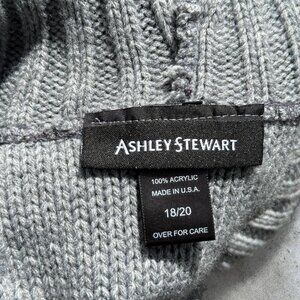 ASHLEY STEWART
100% ACRYLIC
MADE IN U.S.A.
18/20
OVER FOR CARE